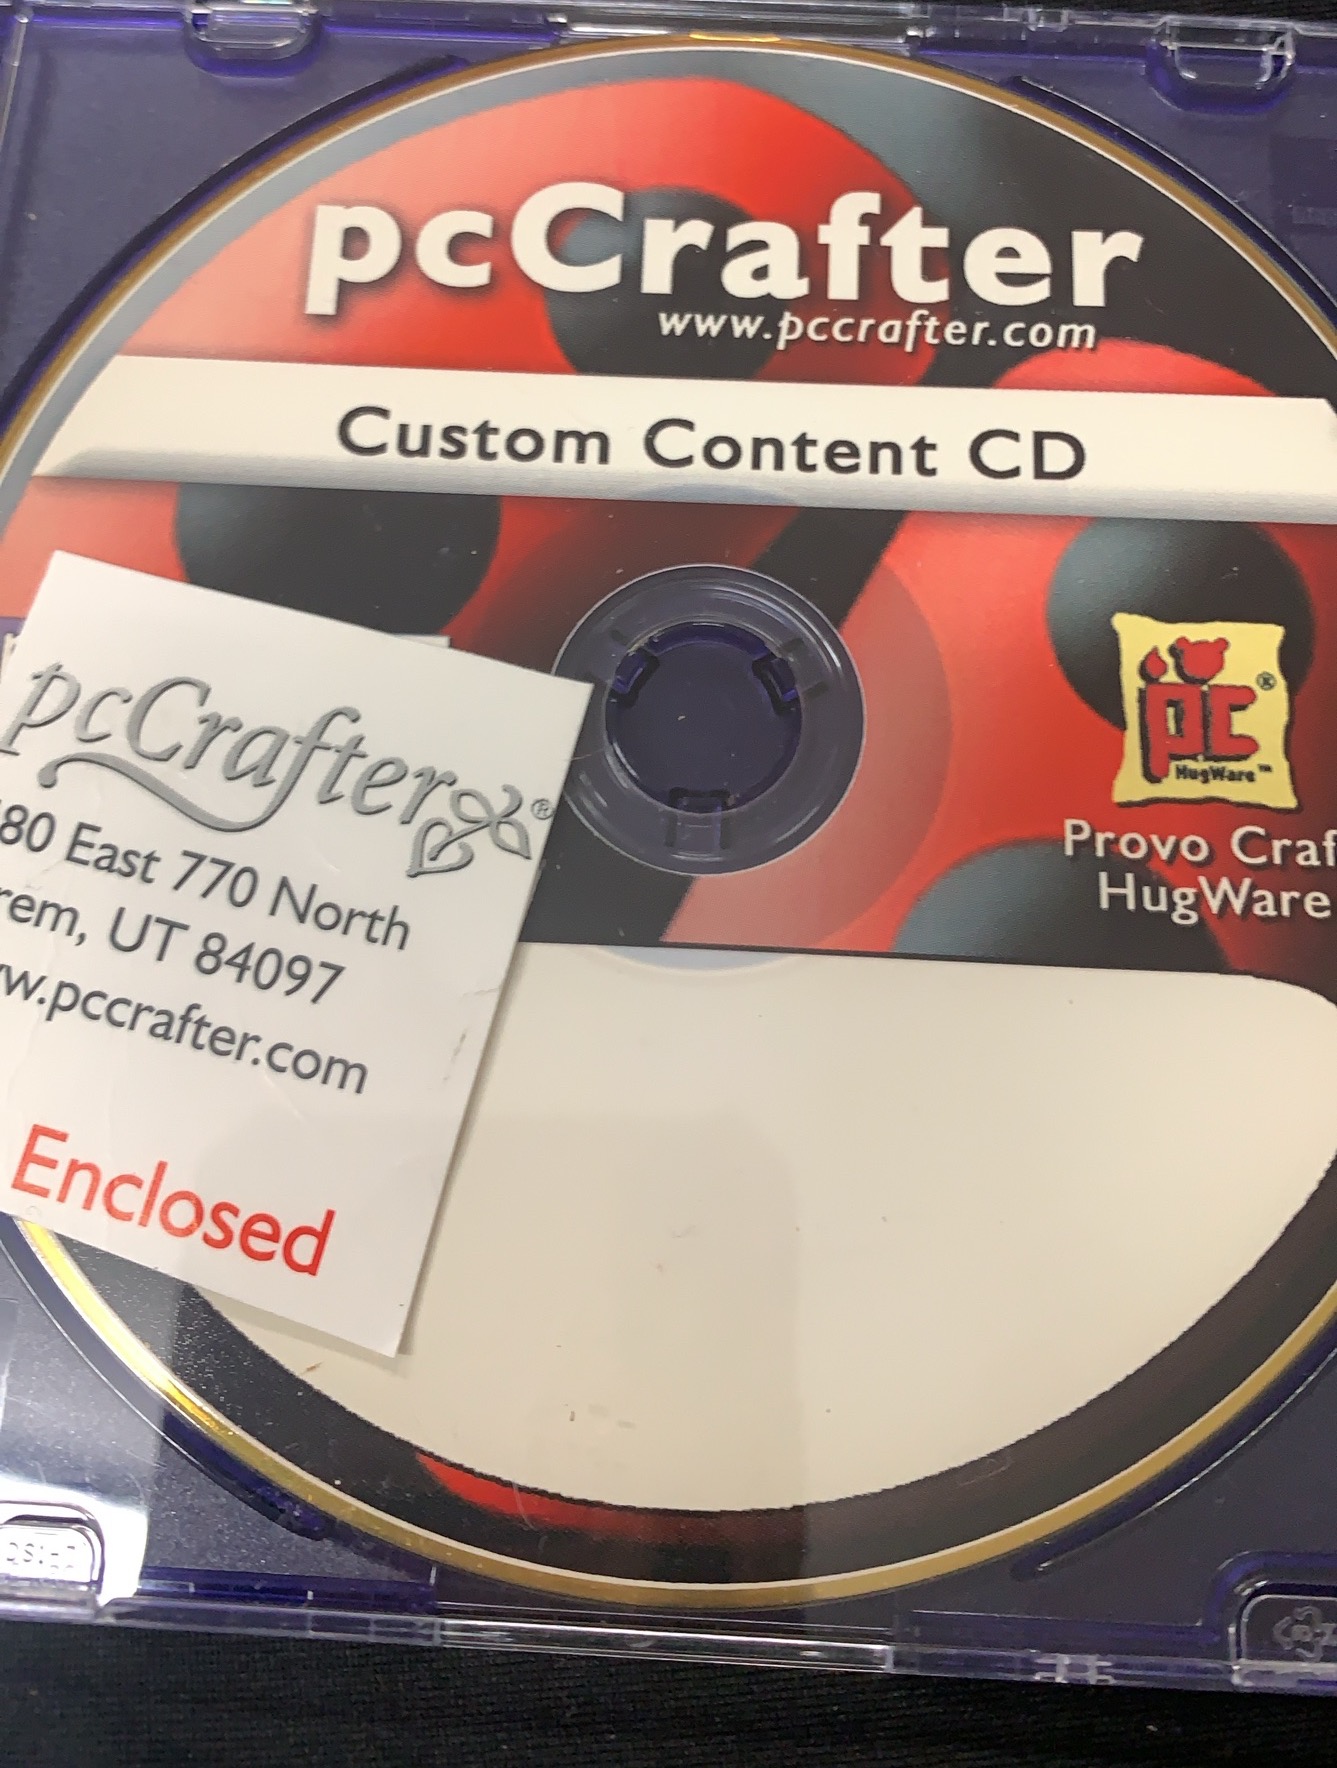 pcCrafter
www.pccrafter.com
Custom Content CD
pc®
HugWare™
Provo Craf
HugWare
pcCrafter®
80 East 770 North
rem, UT 84097
w.pccrafter.com
Enclosed